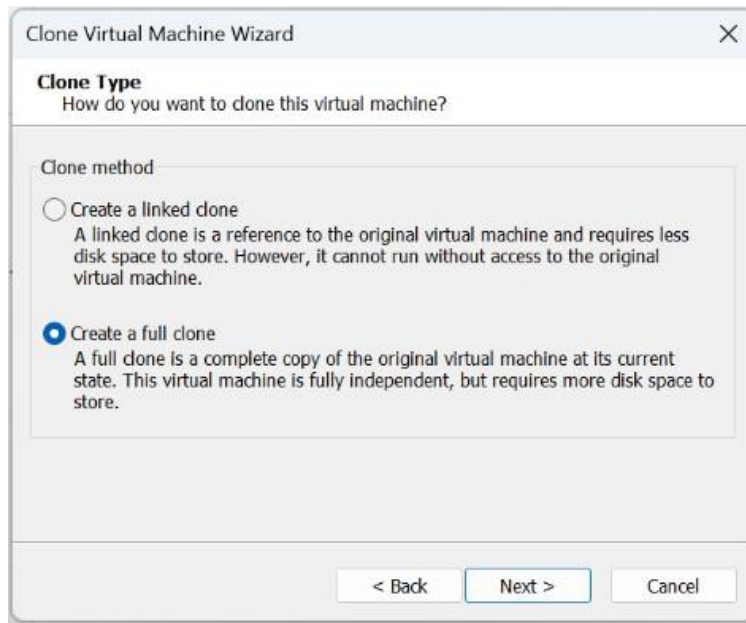 Clone Virtual Machine Wizard
Clone Type
How do you want to clone this virtual machine?
Clone method
Create a linked clone
A linked clone is a reference to the original virtual machine and requires less
disk space to store. However, it cannot run without access to the original
virtual machine.
Create a full clone
A full clone is a complete copy of the original virtual machine at its current
state. This virtual machine is fully independent, but requires more disk space to
store.
< Back
Next >
Cancel